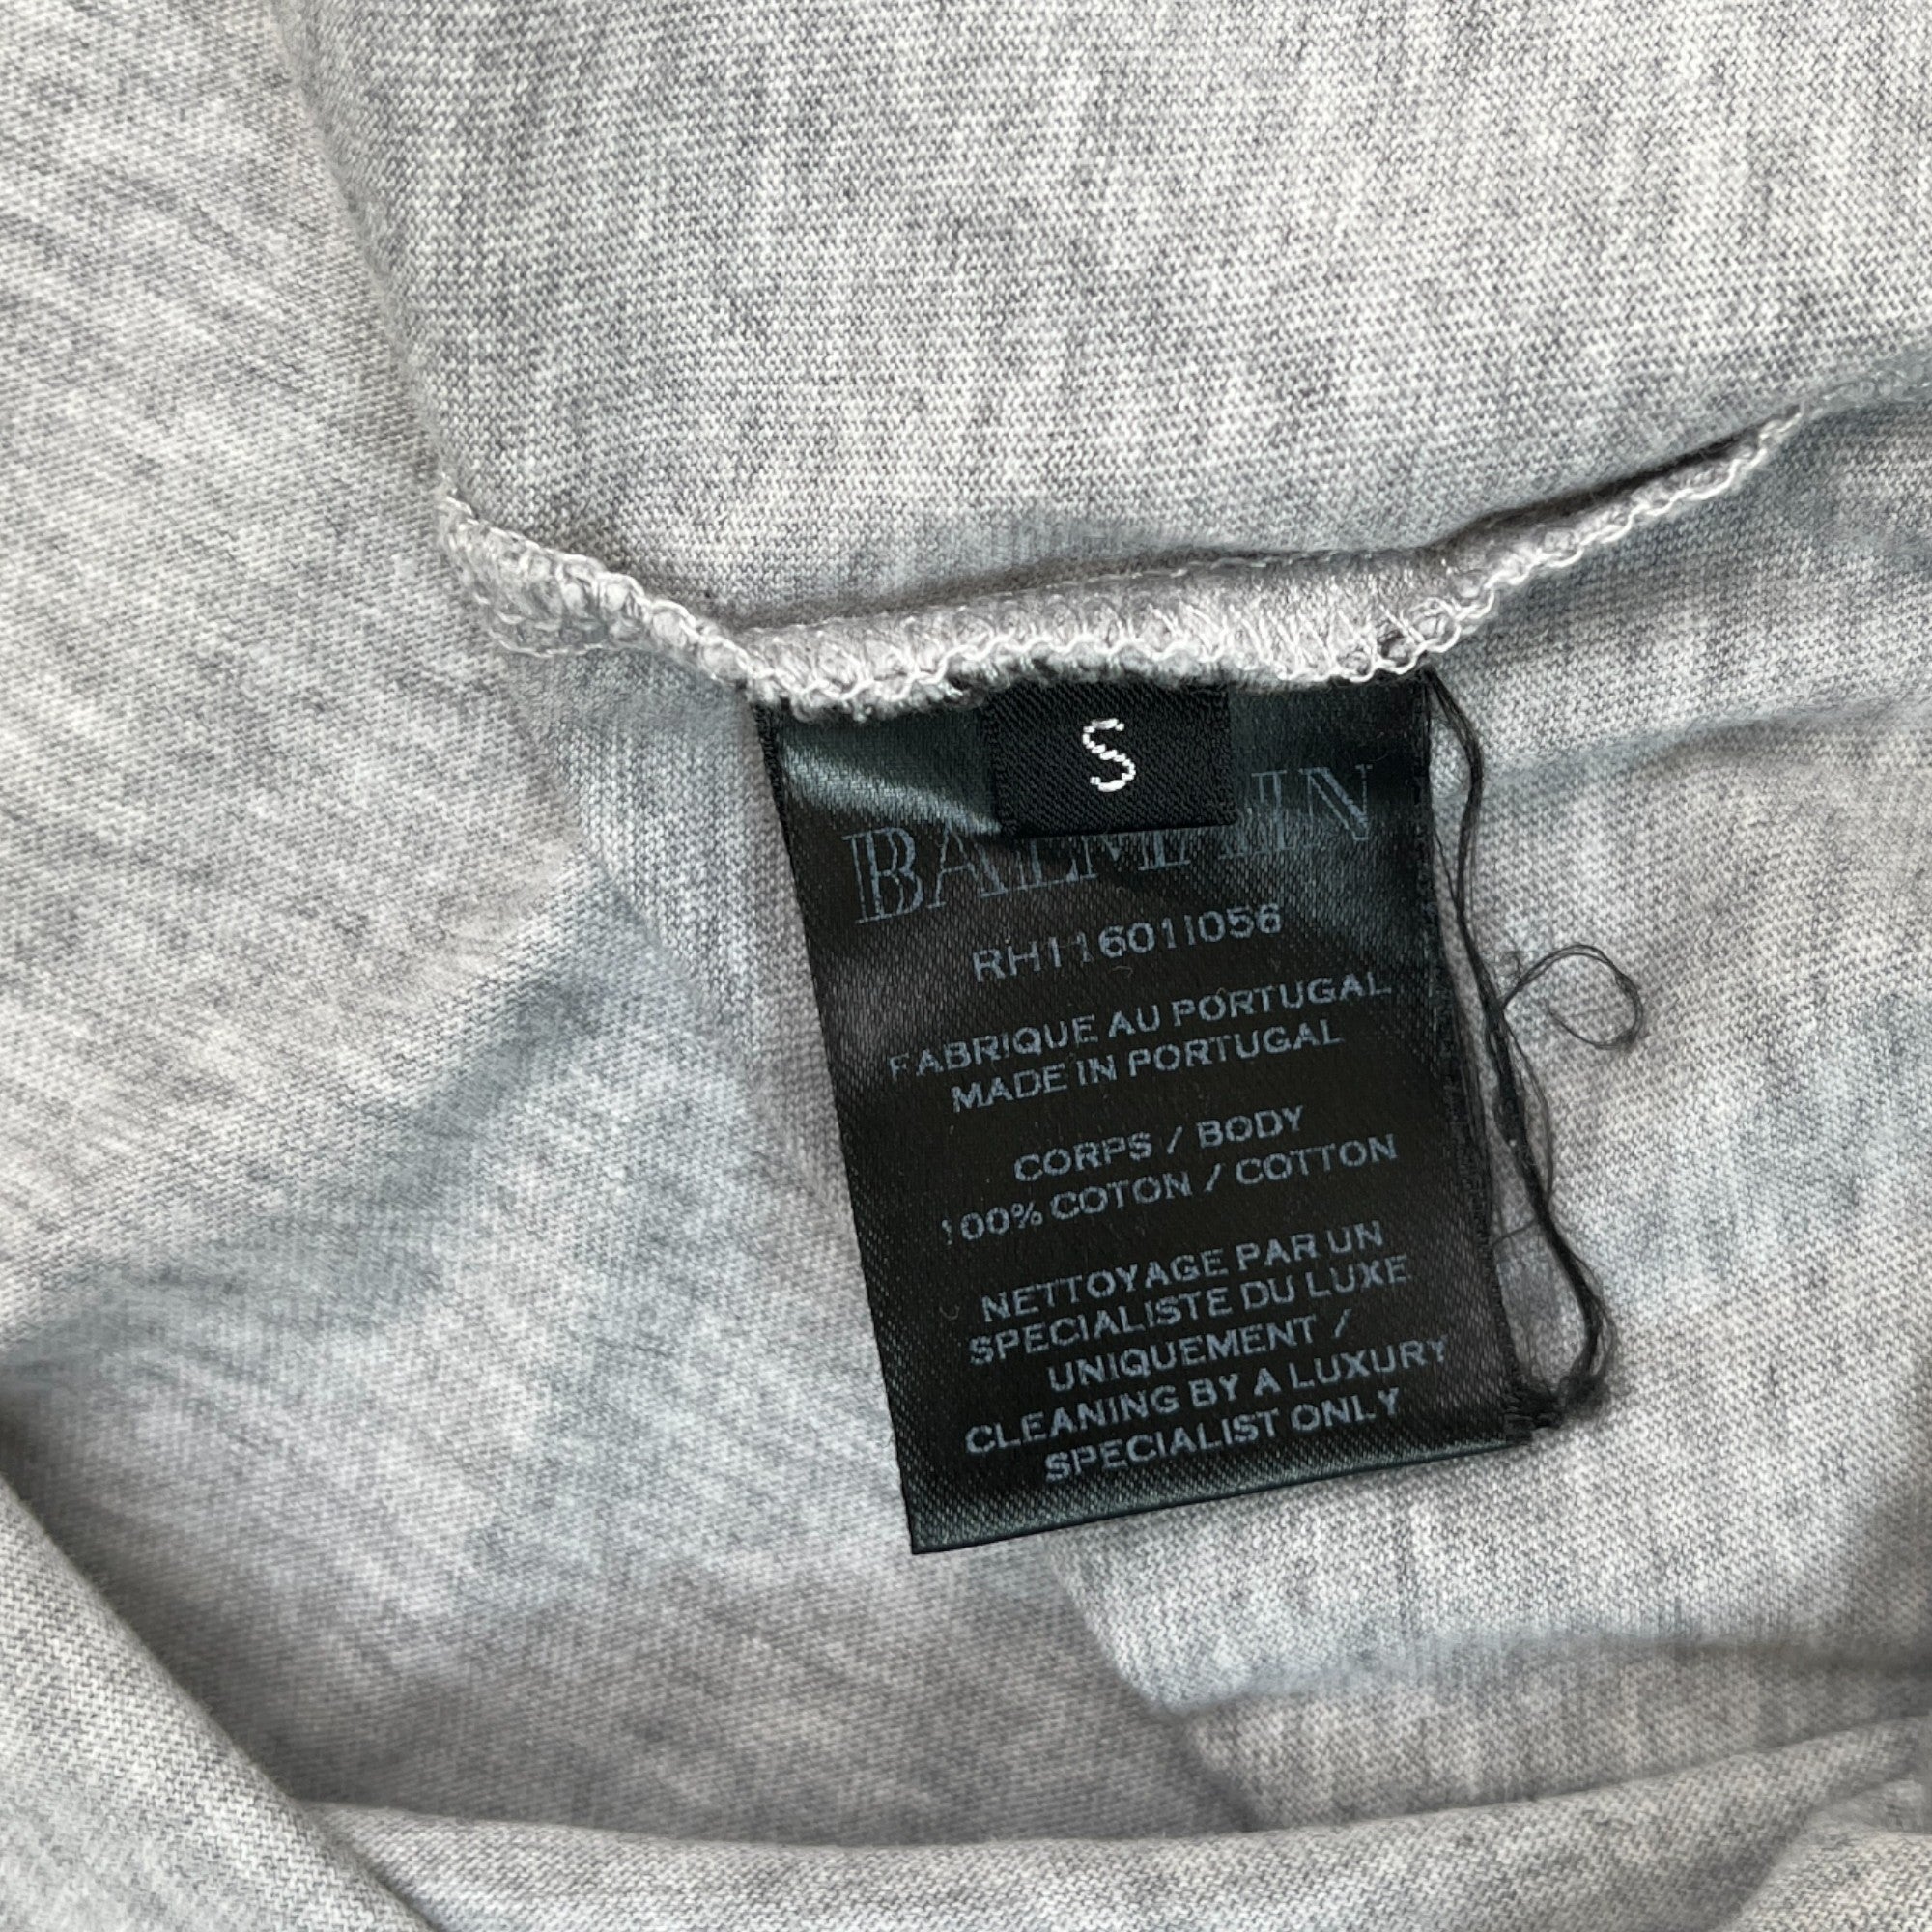 S
BALMAIN
RH11601I056
FABRIQUE AU PORTUGAL
MADE IN PORTUGAL
CORPS / BODY
100% COTON / COTTON
NETTOYAGE PAR UN
SPECIALISTE DU LUXE
UNIQUEMENT /
CLEANING BY A LUXURY
SPECIALIST ONLY